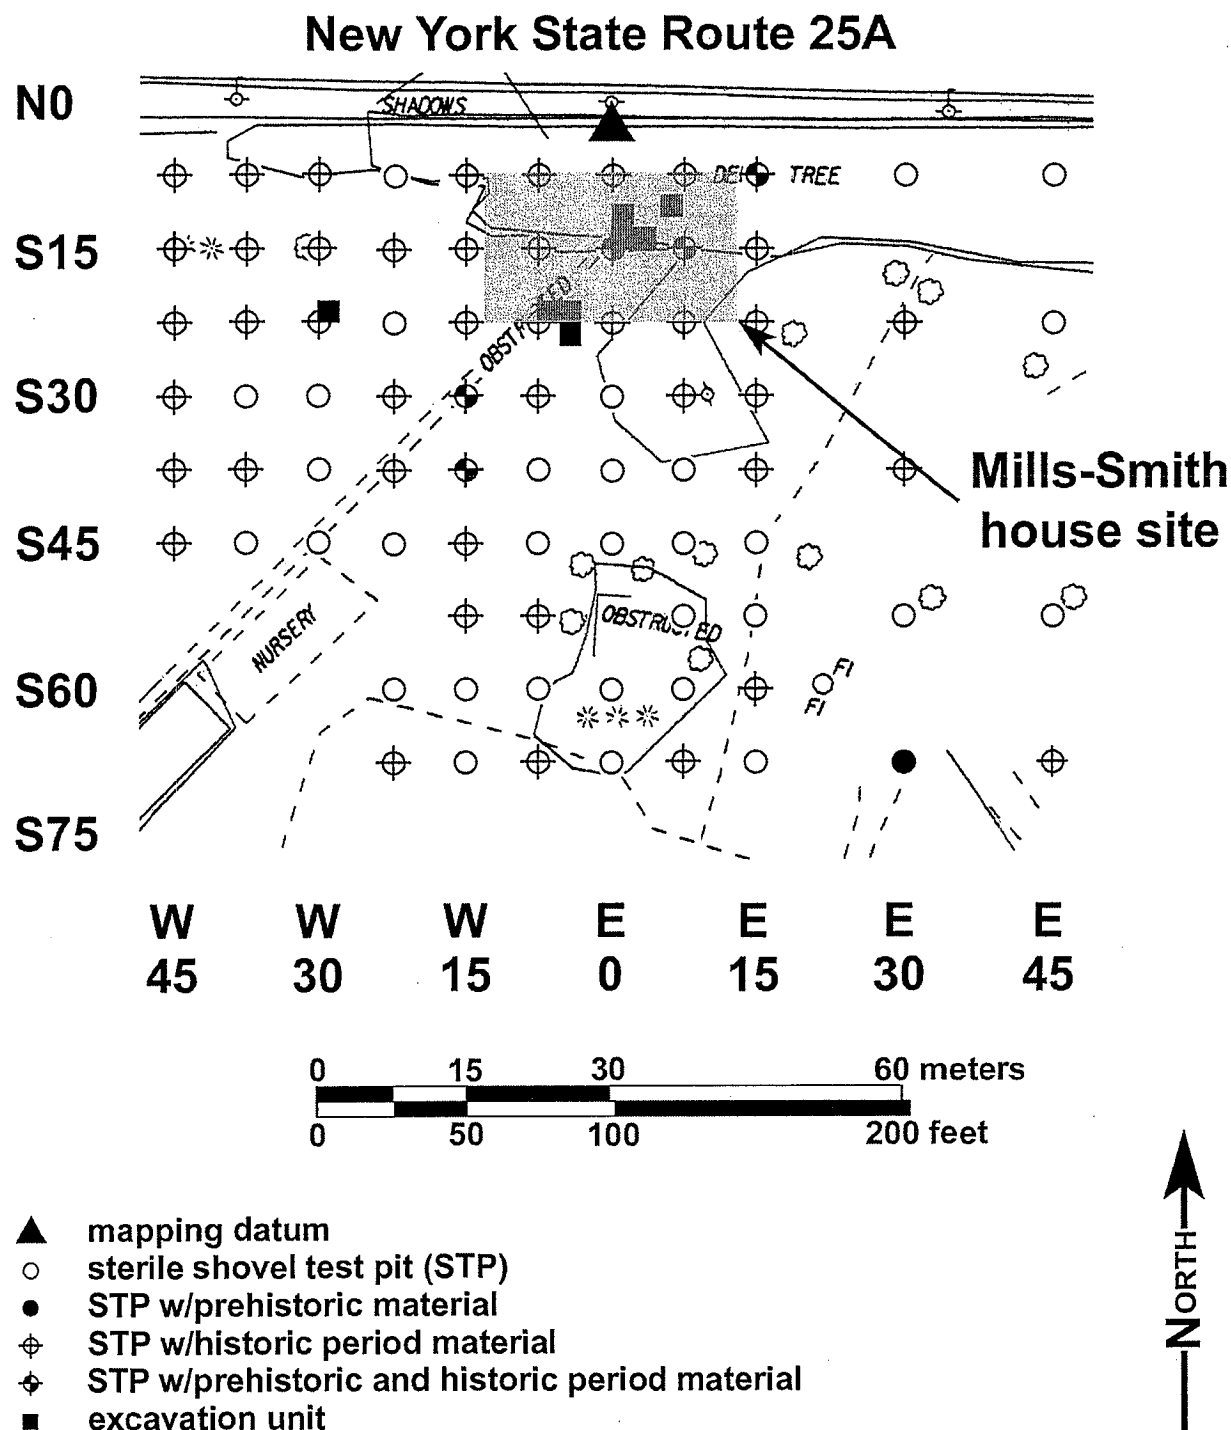 New York State Route 25A
N0
SHADOWS
TREE
S15
OBSTR
S30
Mills-Smith
house site
S45
OBSTRUCTED
NURSERY
S60
FI
FI
S75
W W W E E E E
45 30 15 0 15 30 45
0 15 30 60 meters
0 50 100 200 feet
NORTH
mapping datum
sterile shovel test pit (STP)
STP w/prehistoric material
STP w/historic period material
STP w/prehistoric and historic period material
excavation unit